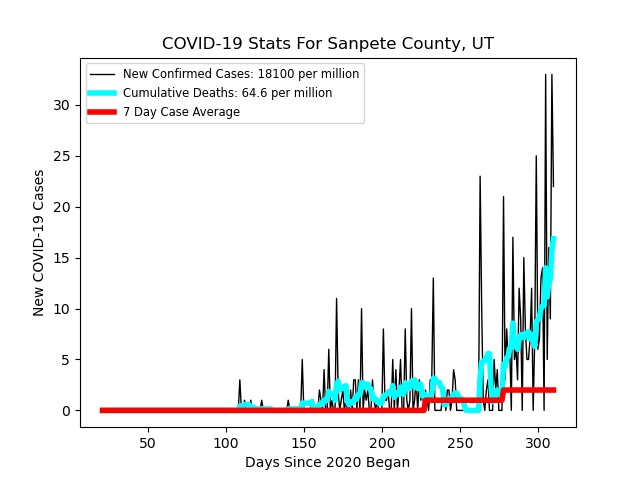 COVID-19 Stats For Sanpete County, UT
New Confirmed Cases: 18100 per million
Cumulative Deaths: 64.6 per million
7 Day Case Average
New COVID-19 Cases
30
25
20
15
10
5
0
50 100 150 200 250 300
Days Since 2020 Began